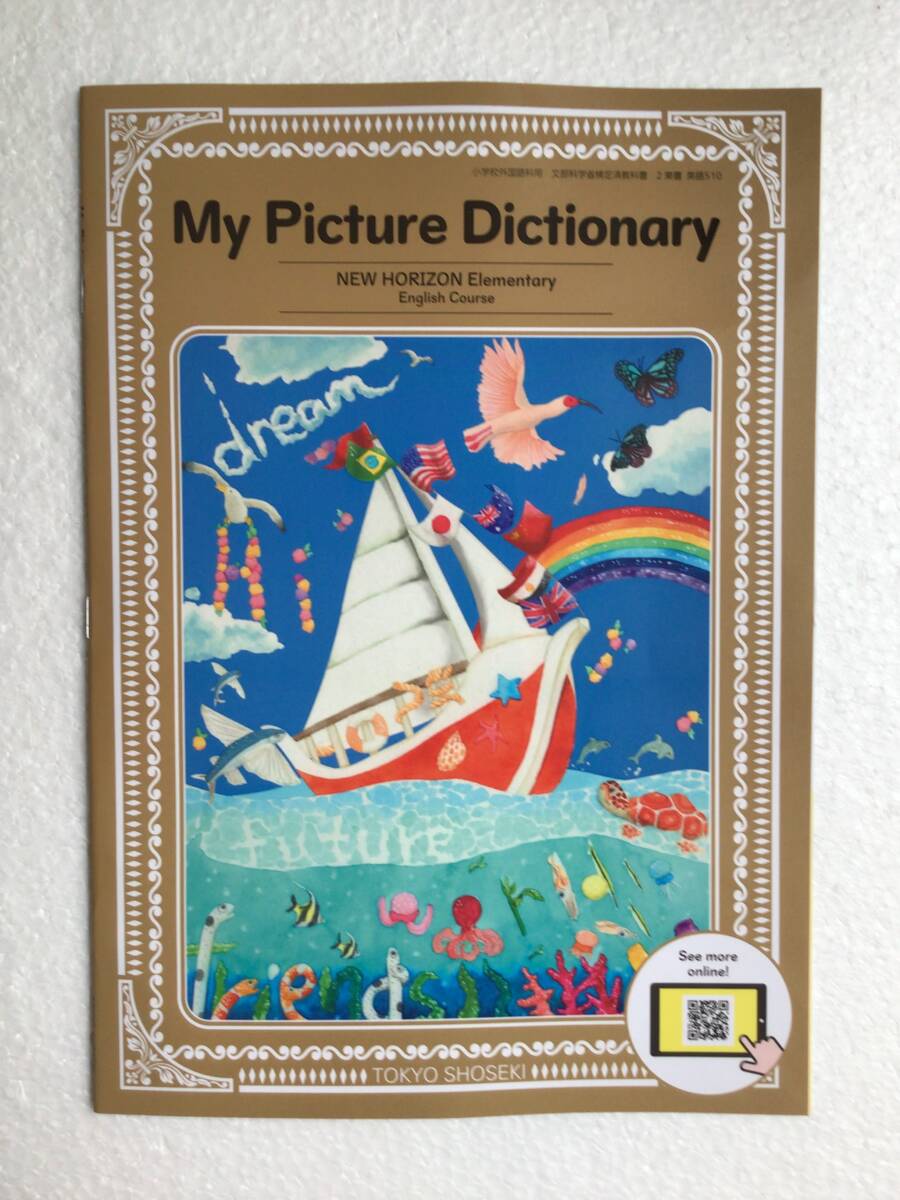 小学校外国語科用 文部科学省検定済教科書 2 東書 英語510
My Picture Dictionary
NEW HORIZON Elementary
English Course
dream
future
friends
See more
online!
TOKYO SHOSEKI